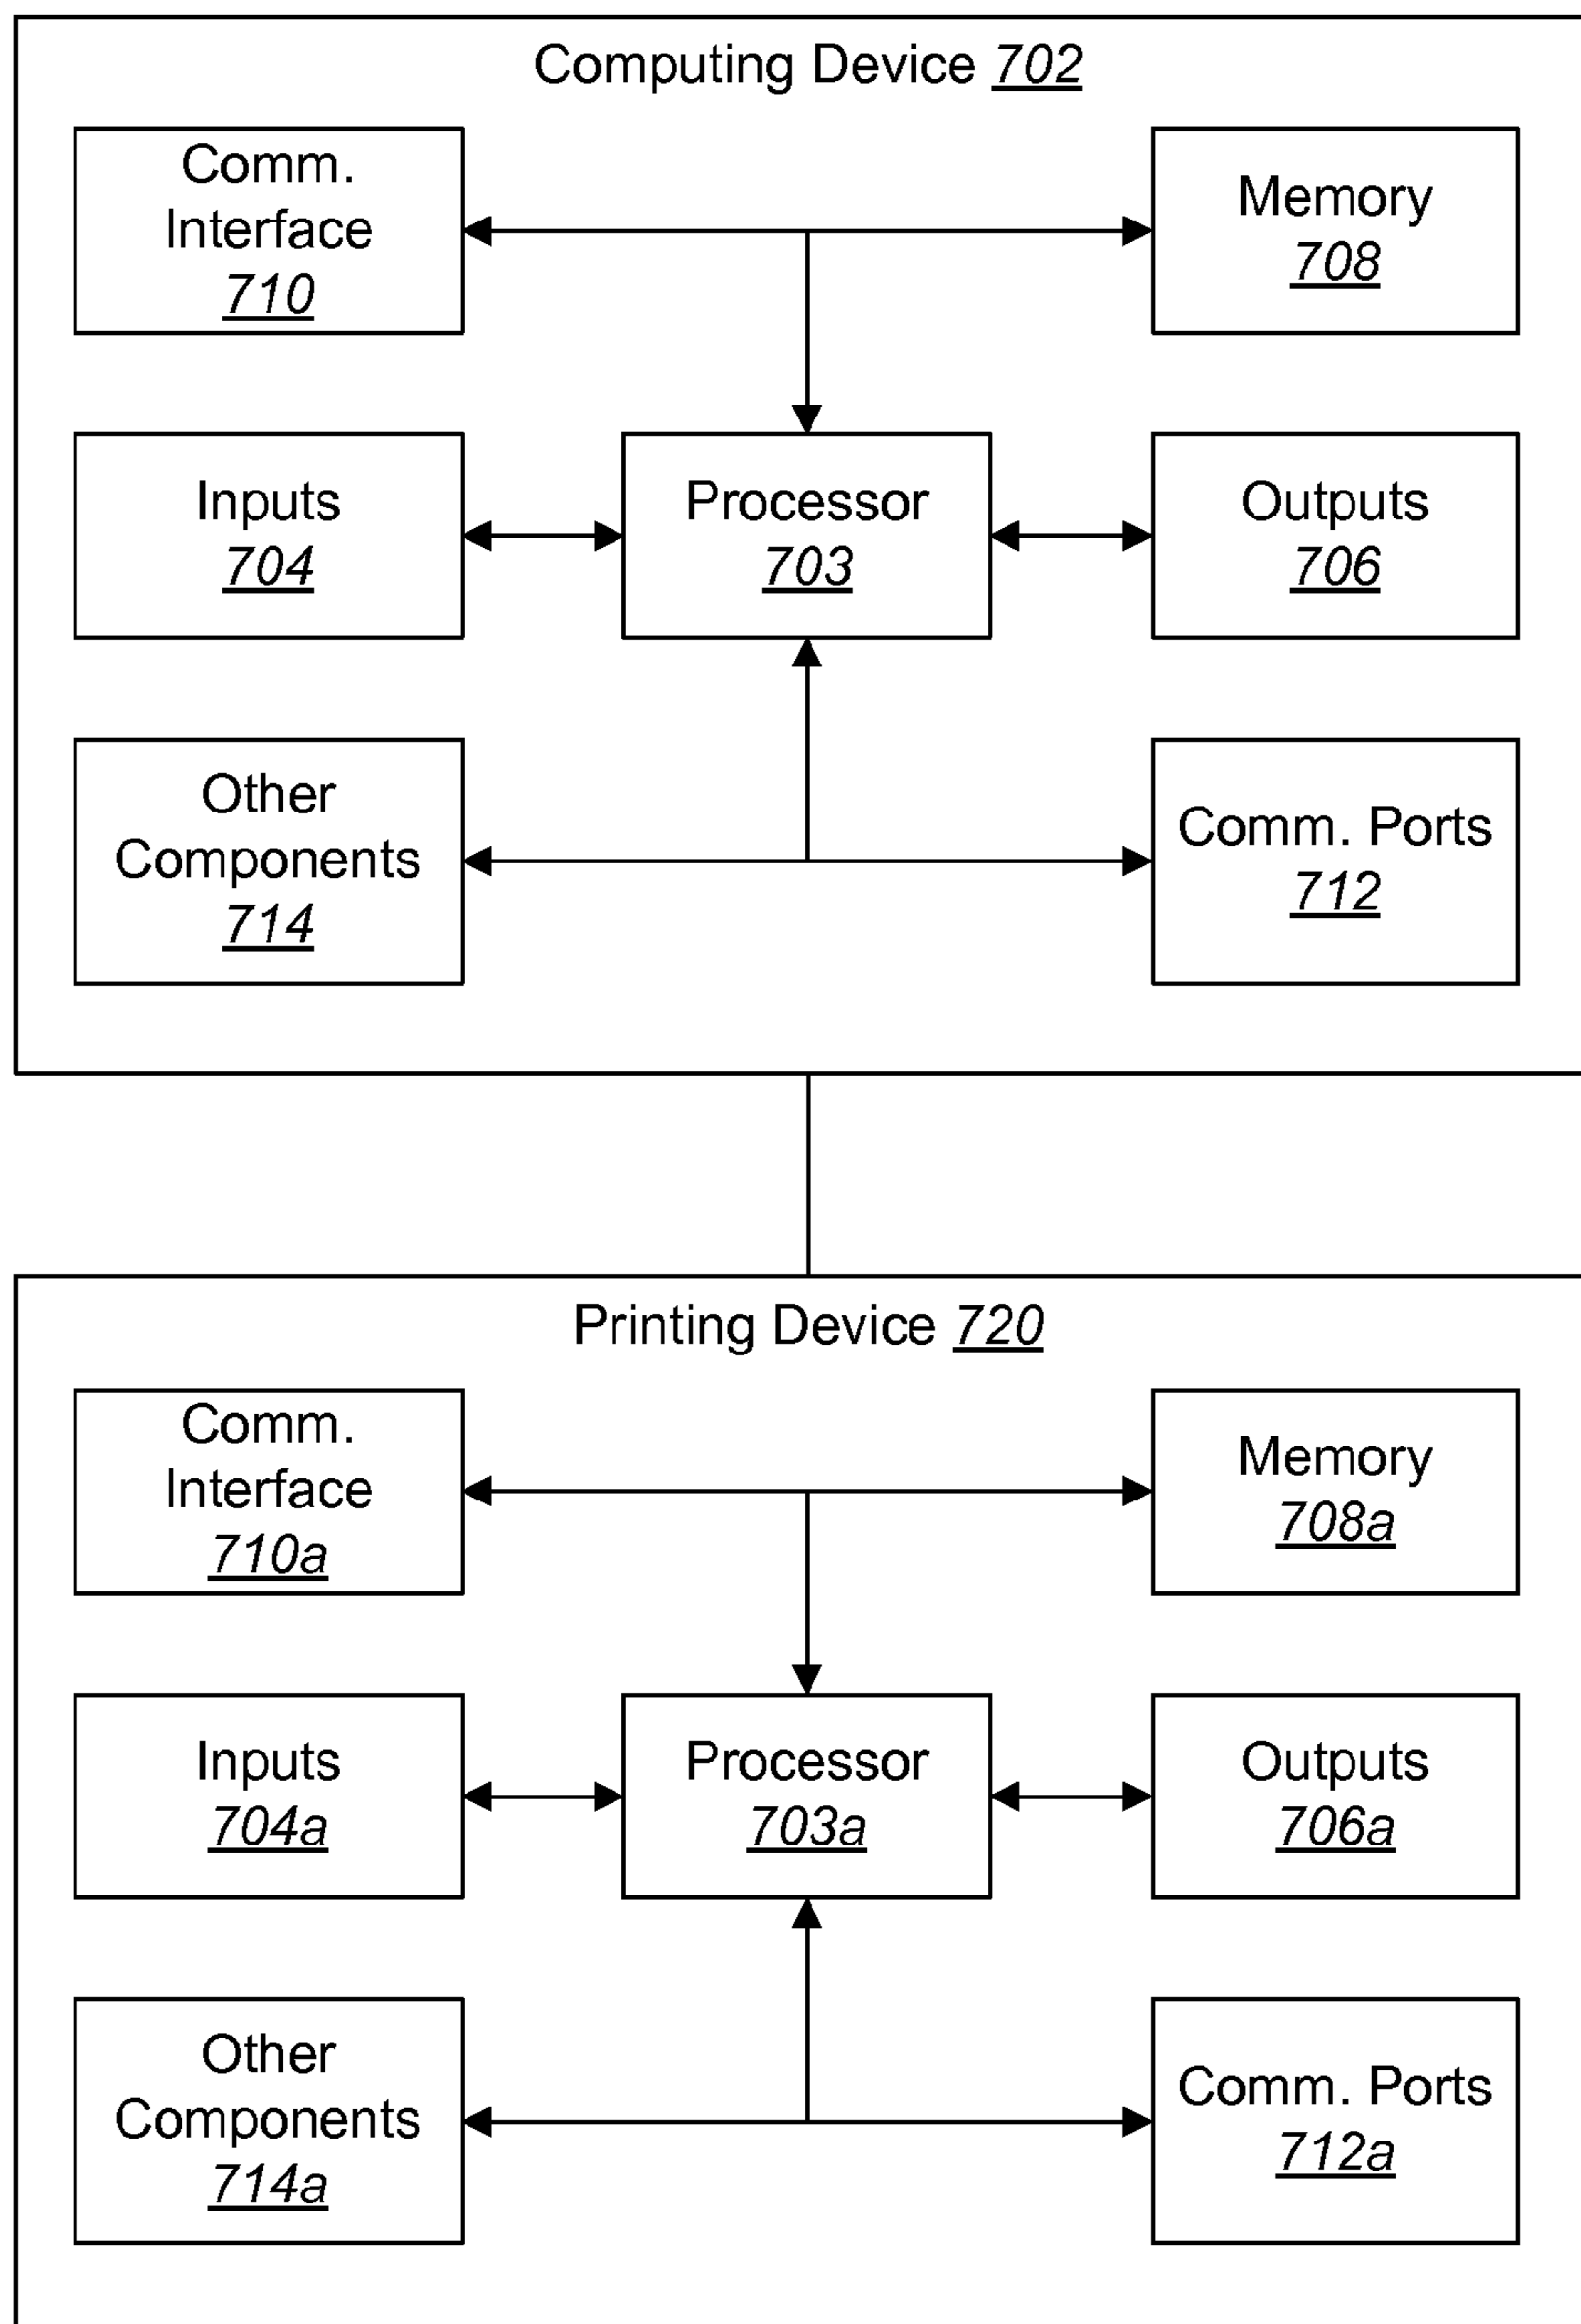 Computing Device 702
Comm.
Interface
710
Memory
708
Inputs
704
Processor
703
Outputs
706
Other
Components
714
Comm. Ports
712
Printing Device 720
Comm.
Interface
710a
Memory
708a
Inputs
704a
Processor
703a
Outputs
706a
Other
Components
714a
Comm. Ports
712a